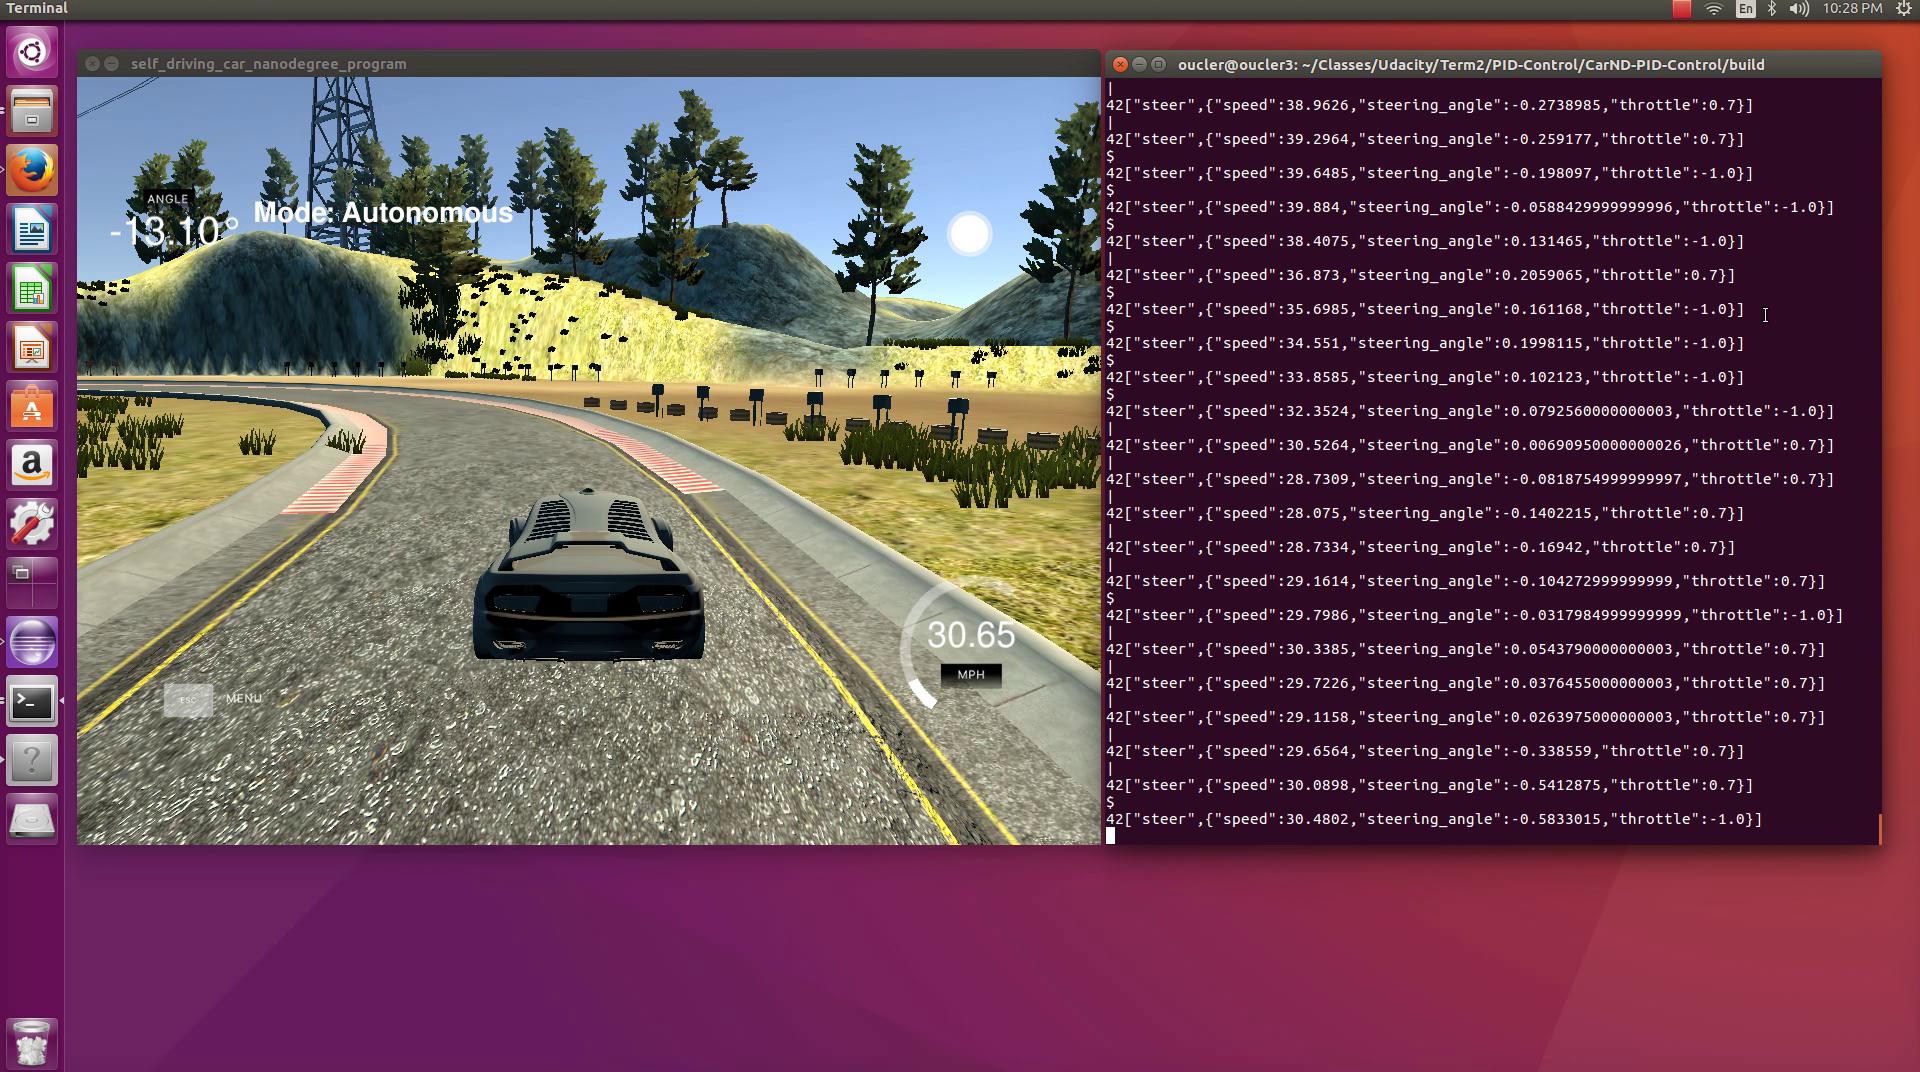 Terminal
En
10:28 PM
self_driving_car_nanodegree_program
ANGLE
-13.10°
Mode: Autonomous
30.65
MPH
ESC
MENU
a
>_
?
oucler@oucler3: ~/Classes/Udacity/Term2/PID-Control/CarND-PID-Control/build
|
42["steer",{"speed":38.9626,"steering_angle":-0.2738985,"throttle":0.7}]
|
42["steer",{"speed":39.2964,"steering_angle":-0.259177,"throttle":0.7}]
$
42["steer",{"speed":39.6485,"steering_angle":-0.198097,"throttle":-1.0}]
$
42["steer",{"speed":39.884,"steering_angle":-0.0588429999999996,"throttle":-1.0}]
$
42["steer",{"speed":38.4075,"steering_angle":0.131465,"throttle":-1.0}]
|
42["steer",{"speed":36.873,"steering_angle":0.2059065,"throttle":0.7}]
$
42["steer",{"speed":35.6985,"steering_angle":0.161168,"throttle":-1.0}]
$
42["steer",{"speed":34.551,"steering_angle":0.1998115,"throttle":-1.0}]
$
42["steer",{"speed":33.8585,"steering_angle":0.102123,"throttle":-1.0}]
$
42["steer",{"speed":32.3524,"steering_angle":0.0792560000000003,"throttle":-1.0}]
|
42["steer",{"speed":30.5264,"steering_angle":0.00690950000000026,"throttle":0.7}]
|
42["steer",{"speed":28.7309,"steering_angle":-0.0818754999999997,"throttle":0.7}]
|
42["steer",{"speed":28.075,"steering_angle":-0.1402215,"throttle":0.7}]
|
42["steer",{"speed":28.7334,"steering_angle":-0.16942,"throttle":0.7}]
|
42["steer",{"speed":29.1614,"steering_angle":-0.104272999999999,"throttle":0.7}]
$
42["steer",{"speed":29.7986,"steering_angle":-0.0317984999999999,"throttle":-1.0}]
|
42["steer",{"speed":30.3385,"steering_angle":0.0543790000000003,"throttle":0.7}]
|
42["steer",{"speed":29.7226,"steering_angle":0.0376455000000003,"throttle":0.7}]
|
42["steer",{"speed":29.1158,"steering_angle":0.0263975000000003,"throttle":0.7}]
|
42["steer",{"speed":29.6564,"steering_angle":-0.338559,"throttle":0.7}]
|
42["steer",{"speed":30.0898,"steering_angle":-0.5412875,"throttle":0.7}]
$
42["steer",{"speed":30.4802,"steering_angle":-0.5833015,"throttle":-1.0}]